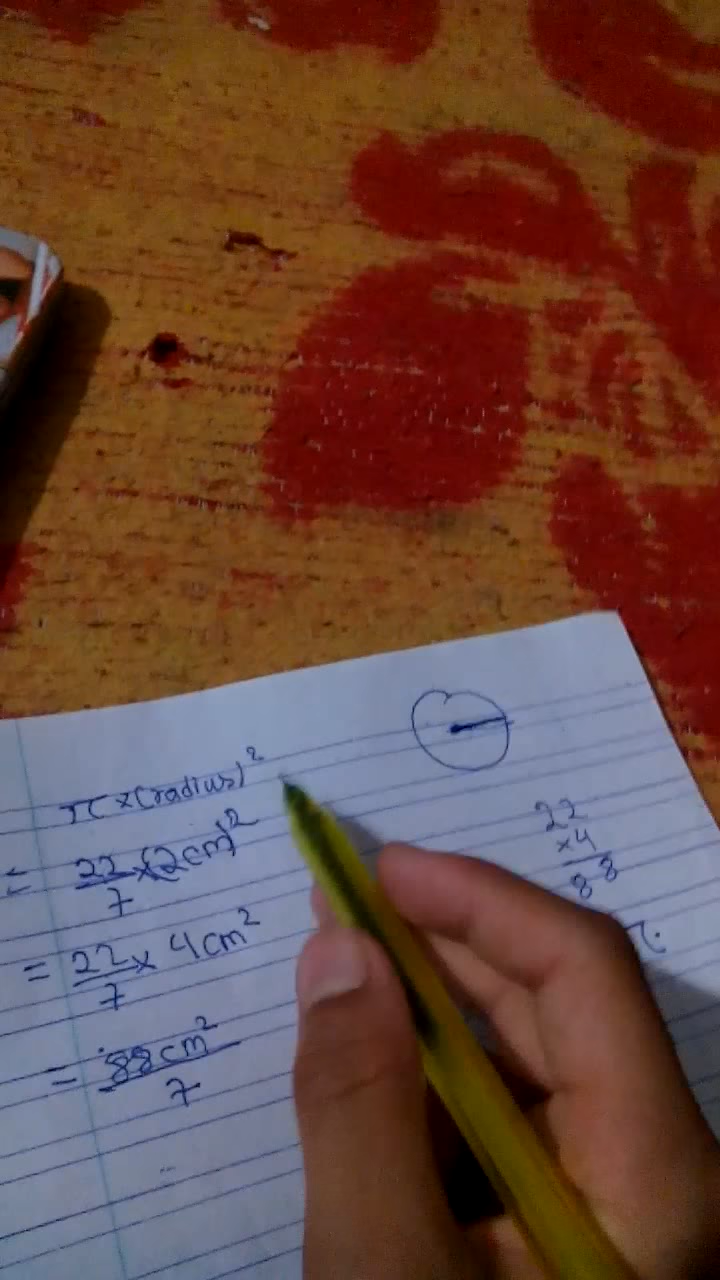 π × (radius)²
= 22/7 × (2cm)²
= 22/7 × 4cm²
= 88cm²/7
22
×4
88